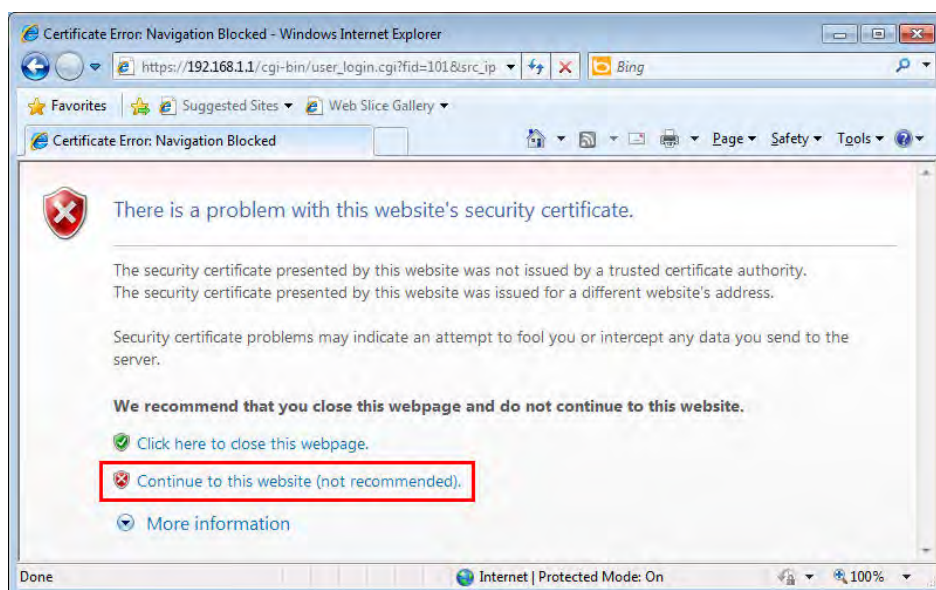 Certificate Error: Navigation Blocked - Windows Internet Explorer
https://192.168.1.1/cgi-bin/user_login.cgi?fid=101&src_ip
Bing
Favorites Suggested Sites Web Slice Gallery
Certificate Error: Navigation Blocked Page Safety Tools
There is a problem with this website's security certificate.
The security certificate presented by this website was not issued by a trusted certificate authority.
The security certificate presented by this website was issued for a different website's address.
Security certificate problems may indicate an attempt to fool you or intercept any data you send to the
server.
We recommend that you close this webpage and do not continue to this website.
Click here to close this webpage.
Continue to this website (not recommended).
More information
Done Internet | Protected Mode: On 100%